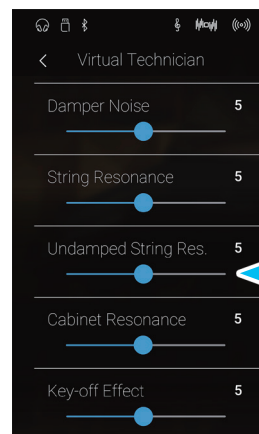 Virtual Technician
Damper Noise 5
String Resonance 5
Undamped String Res. 5
Cabinet Resonance 5
Key-off Effect 5